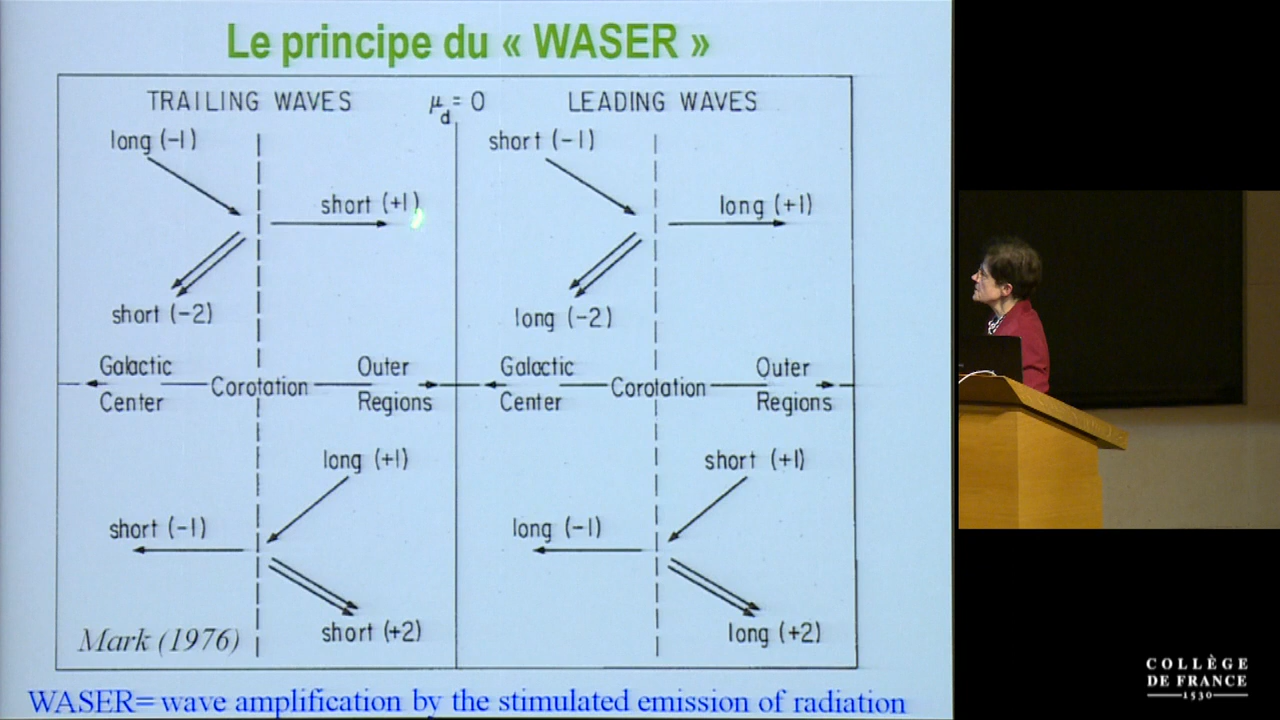 Le principe du « WASER »
TRAILING WAVES
μd = 0
LEADING WAVES
long (-1)
short (+1)
short (-2)
short (-1)
long (+1)
long (-2)
Galactic
Center
Corotation
Outer
Regions
Galactic
Center
Corotation
Outer
Regions
long (+1)
short (-1)
short (+2)
short (+1)
long (-1)
long (+2)
Mark (1976)
WASER= wave amplification by the stimulated emission of radiation
COLLÈGE
DE FRANCE
1530